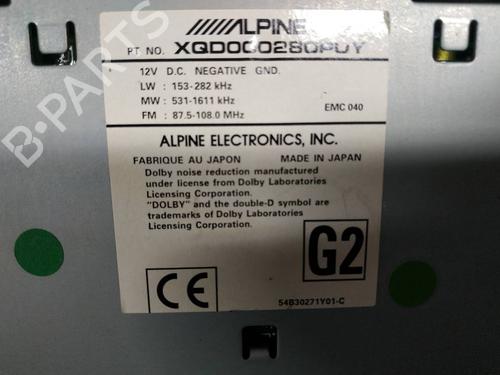 ALPINE
PT NO. XQD000280PUY
12V D.C. NEGATIVE GND.
LW : 153-282 kHz
MW : 531-1611 kHz
EMC 040
FM : 87.5-108.0 MHz
ALPINE ELECTRONICS, INC.
FABRIQUE AU JAPON MADE IN JAPAN
Dolby noise reduction manufactured
under license from Dolby Laboratories
Licensing Corporation.
"DOLBY" and the double-D symbol are
trademarks of Dolby Laboratories
Licensing Corporation.
G2
CE
54B30271Y01-C
B-PARTS